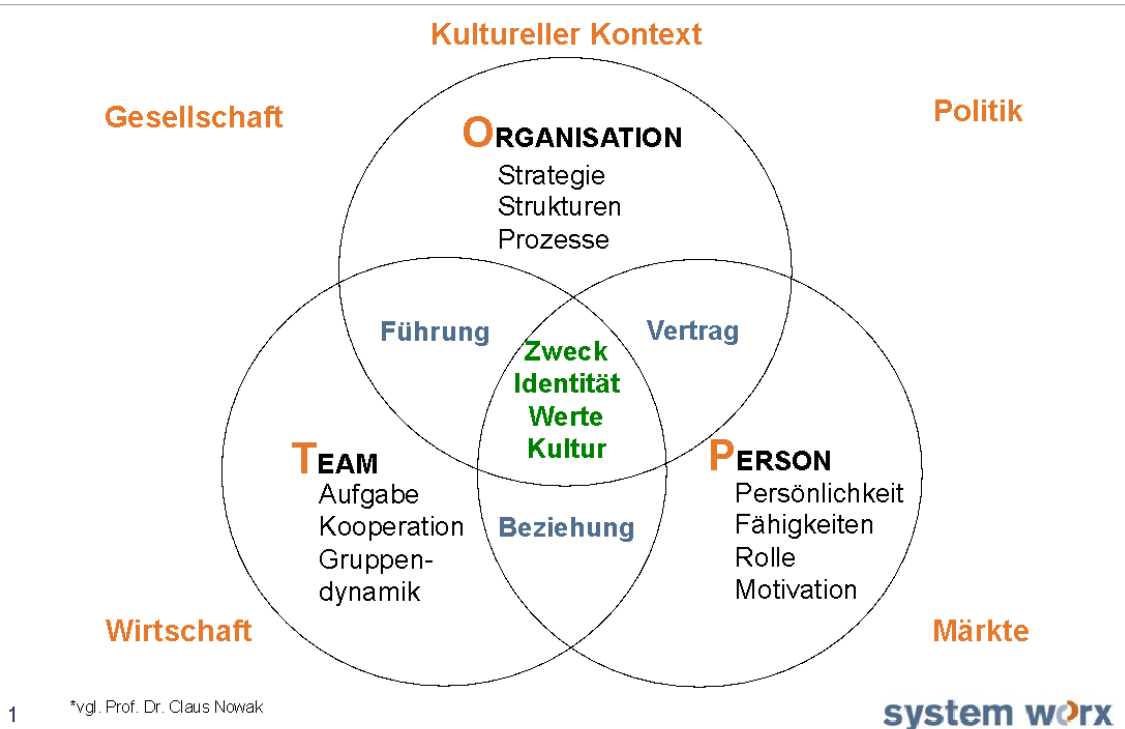 Kultureller Kontext
Gesellschaft
Politik
ORGANISATION
Strategie
Strukturen
Prozesse
Führung
Vertrag
Zweck
Identität
Werte
Kultur
TEAM
Aufgabe
Kooperation
Gruppen-
dynamik
Beziehung
PERSON
Persönlichkeit
Fähigkeiten
Rolle
Motivation
Wirtschaft
Märkte
1
*vgl. Prof. Dr. Claus Nowak
system worx